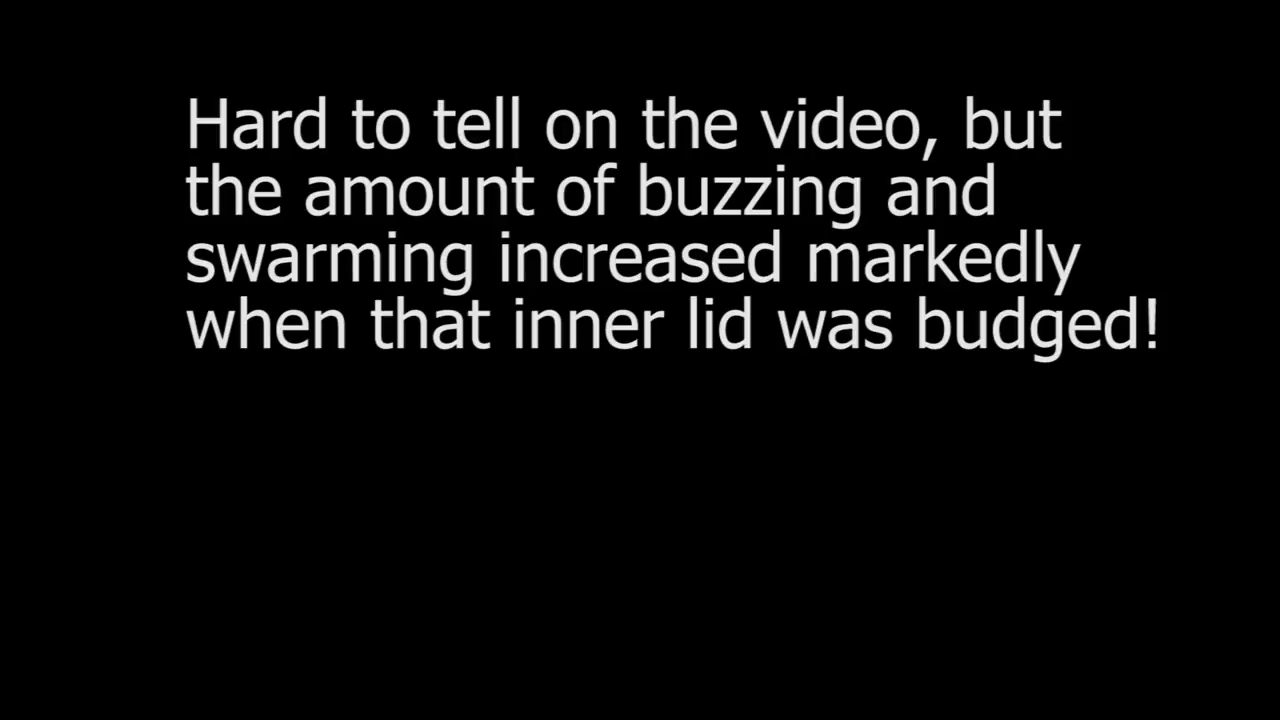 Hard to tell on the video, but
the amount of buzzing and
swarming increased markedly
when that inner lid was budged!